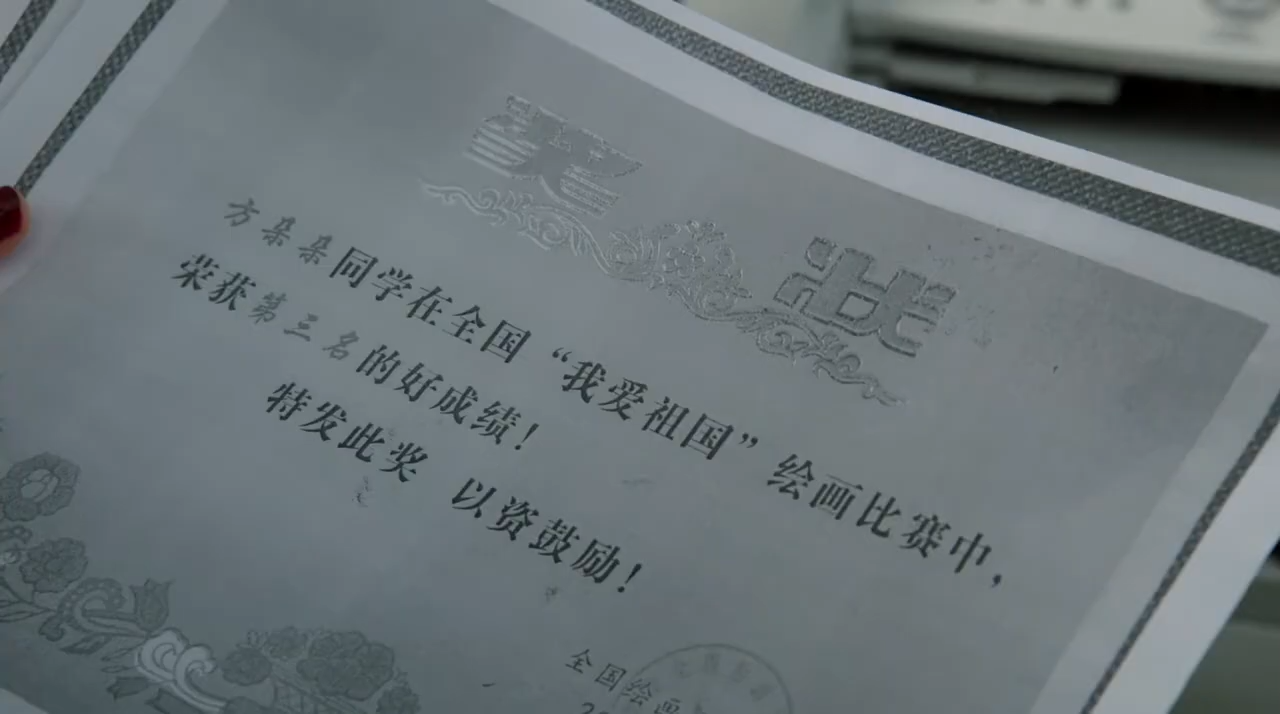 奖 状
方朵朵同学在全国“我爱祖国”绘画比赛中，
荣获第三名的好成绩！
特发此奖 以资鼓励！
全国绘画